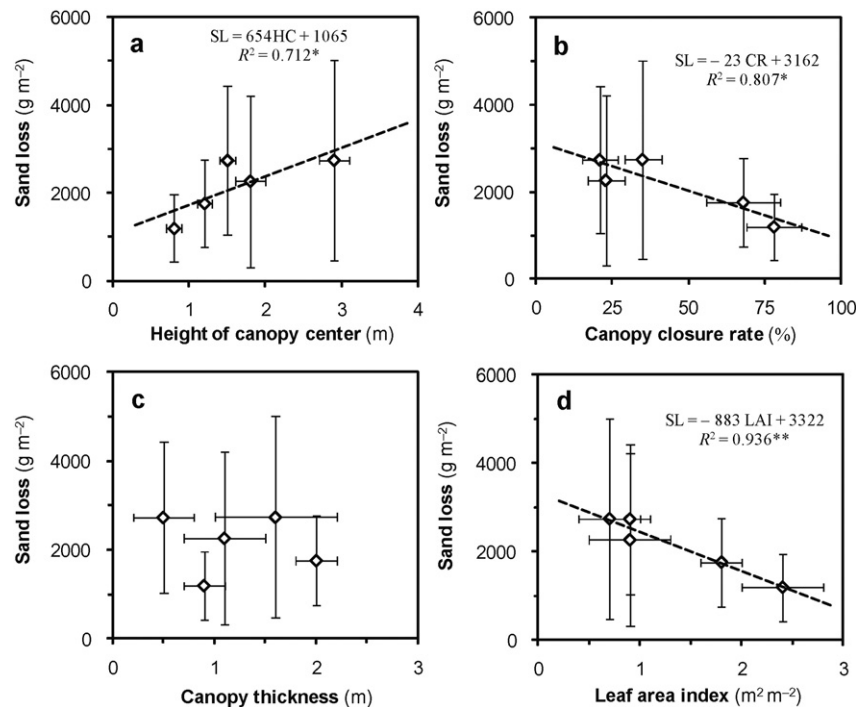 a
SL = 654HC + 1065
R² = 0.712*
Sand loss (g m⁻²)
6000
4000
2000
0
1
2
3
4
Height of canopy center (m)
b
SL = – 23 CR + 3162
R² = 0.807*
Sand loss (g m⁻²)
6000
4000
2000
0
0
25
50
75
100
Canopy closure rate (%)
c
Sand loss (g m⁻²)
6000
4000
2000
0
0
1
2
3
Canopy thickness (m)
d
SL = – 883 LAI + 3322
R² = 0.936**
Sand loss (g m⁻²)
6000
4000
2000
0
0
1
2
3
Leaf area index (m² m⁻²)